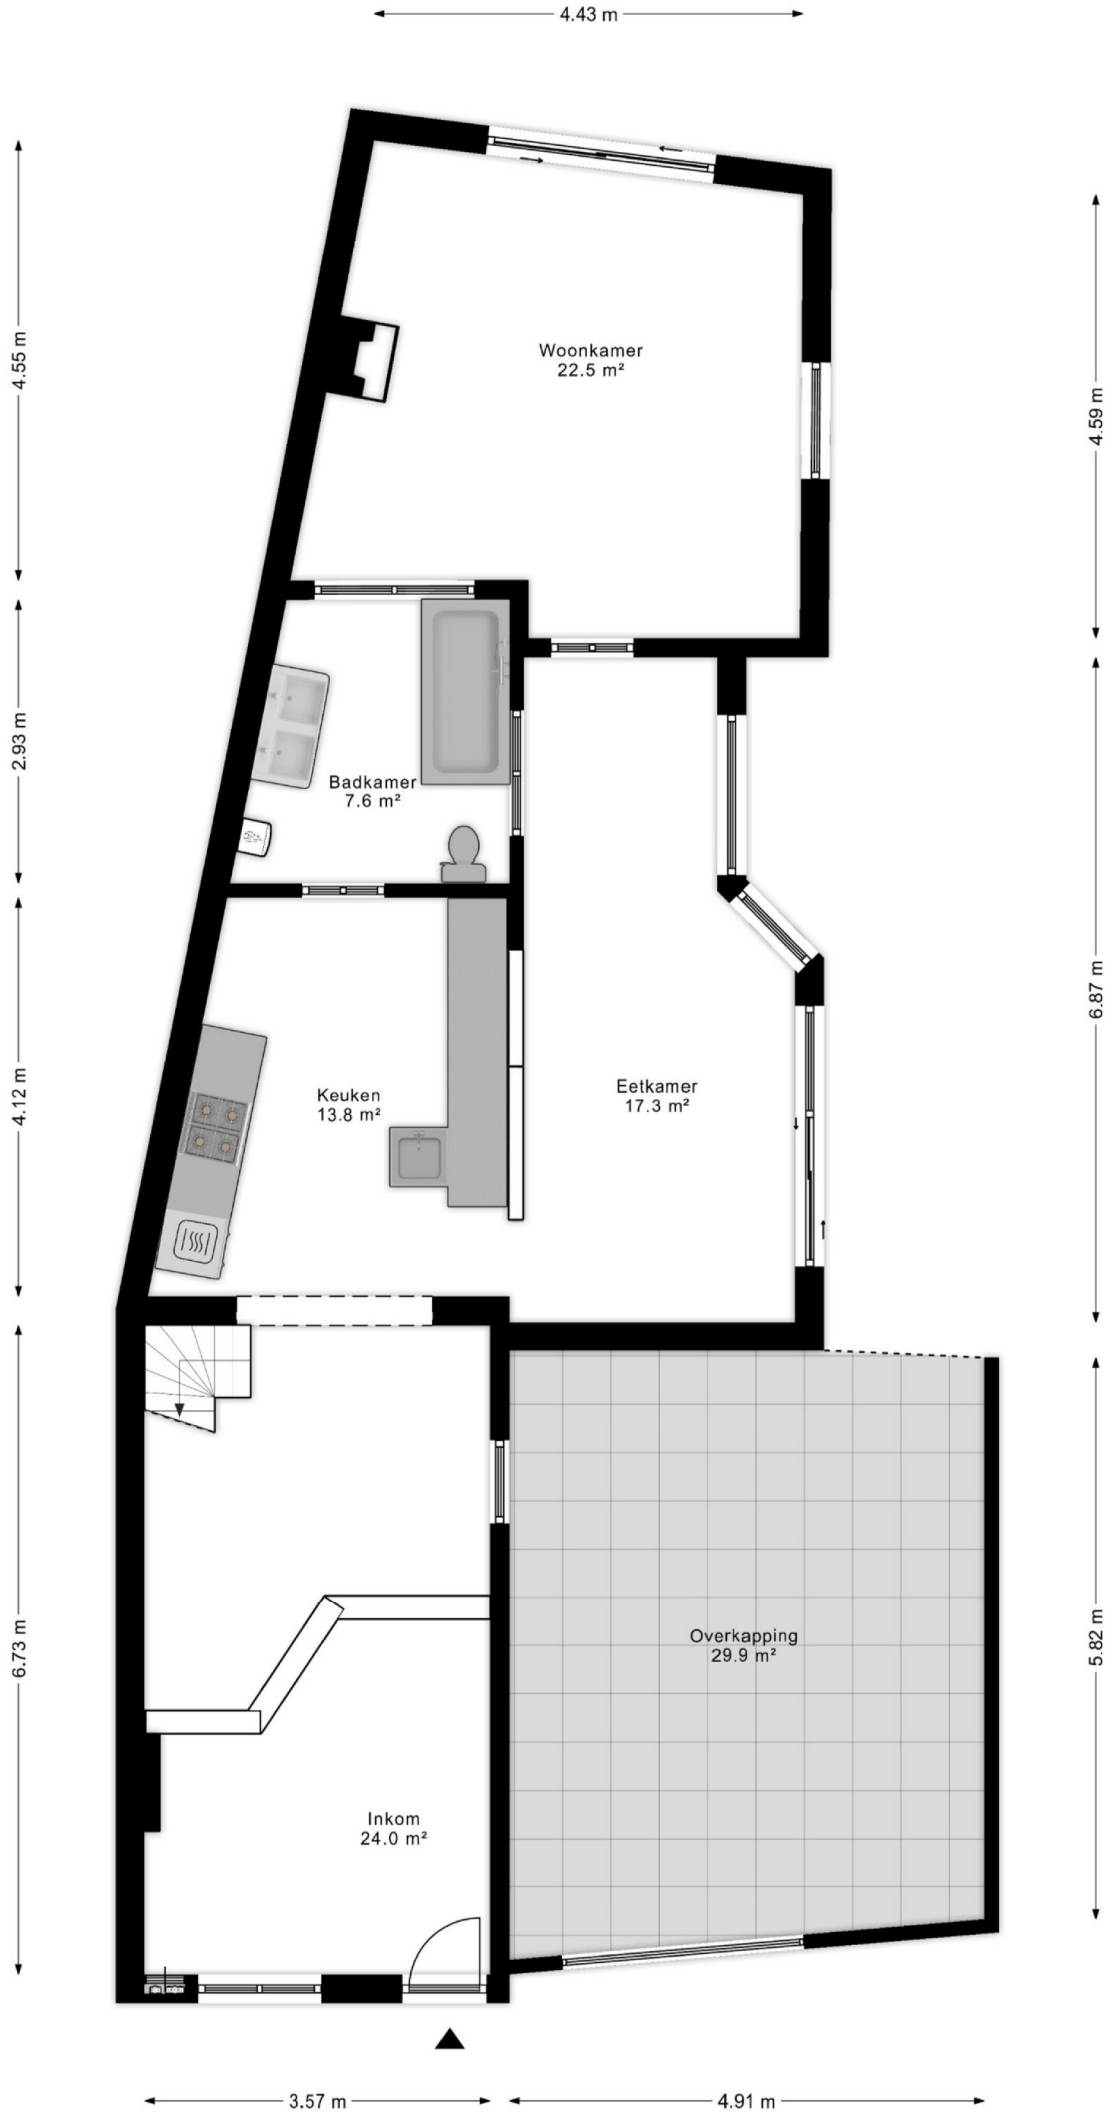 4.43 m
4.55 m
Woonkamer
22.5 m²
4.59 m
2.93 m
Badkamer
7.6 m²
6.87 m
4.12 m
Keuken
13.8 m²
Eetkamer
17.3 m²
6.73 m
Overkapping
29.9 m²
5.82 m
Inkom
24.0 m²
3.57 m
4.91 m